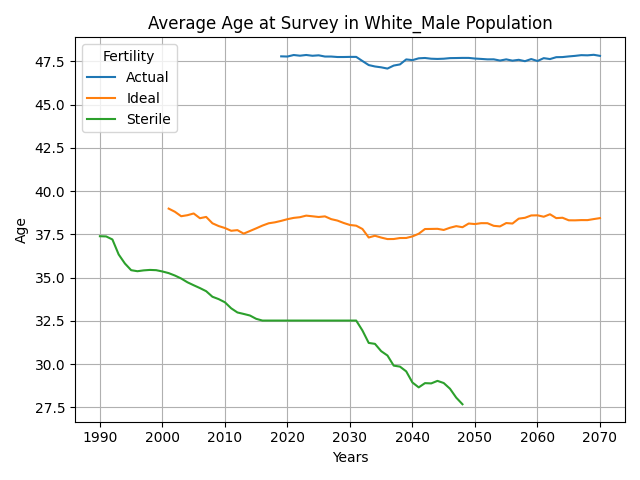 Average Age at Survey in White_Male Population
Fertility
Actual
Ideal
Sterile
Age
47.5
45.0
42.5
40.0
37.5
35.0
32.5
30.0
27.5
1990 2000 2010 2020 2030 2040 2050 2060 2070
Years